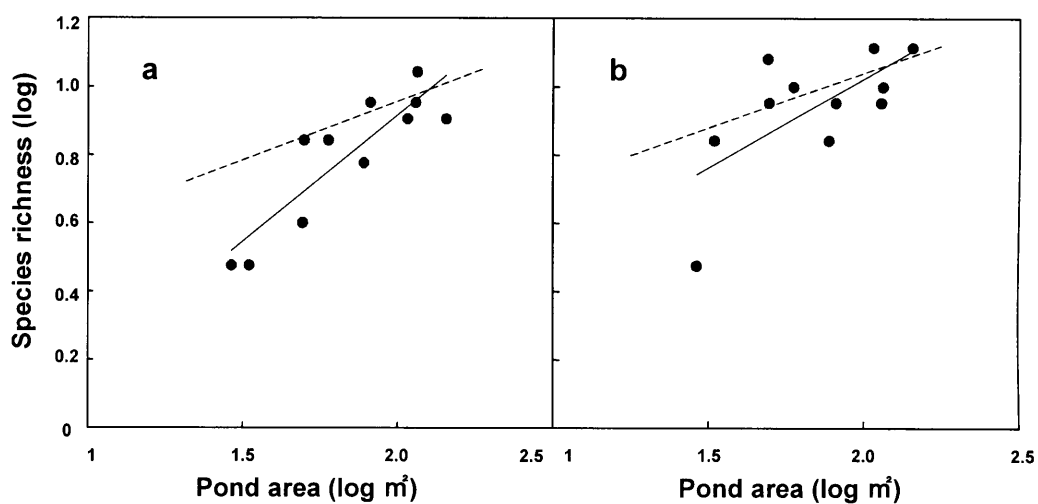 1.2
a
b
1.0
0.8
0.6
0.4
0.2
0
Species richness (log)
1 1.5 2.0 2.5 1 1.5 2.0 2.5
Pond area (log m²) Pond area (log m²)